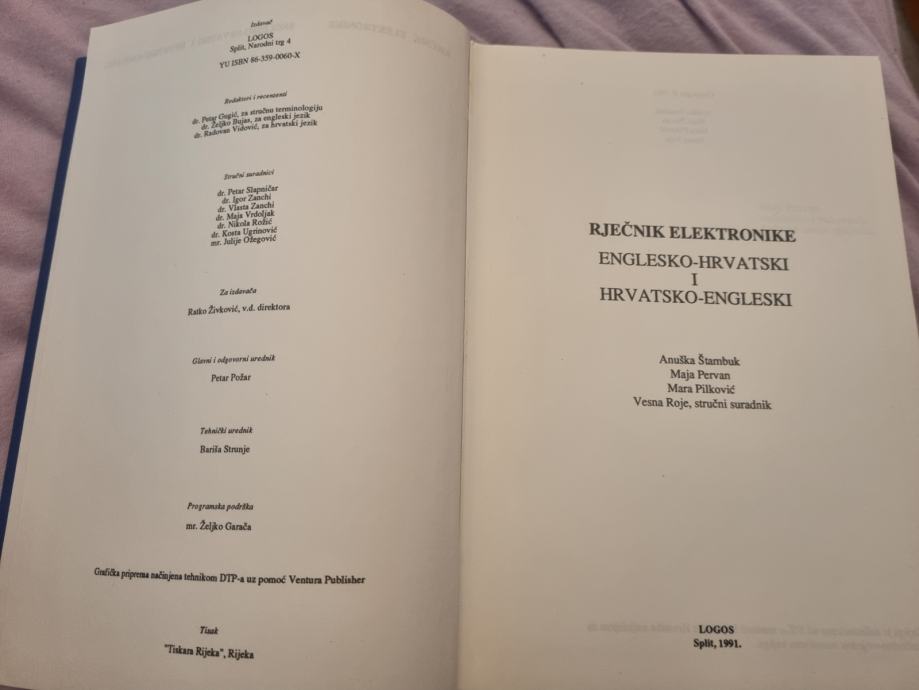 Izdavač
LOGOS
Split, Narodni trg 4
YU ISBN 86-359-0060-X
Redaktori i recenzenti
dr. Petar Gugić, za stručnu terminologiju
dr. Željko Bujas, za engleski jezik
dr. Radovan Vidović, za hrvatski jezik
Stručni suradnici
dr. Petar Slapničar
dr. Igor Zanchi
dr. Vlasta Zanchi
dr. Maja Vrdoljak
dr. Nikola Rožić
dr. Kosta Ugrinović
mr. Julije Ožegović
Za izdavača
Ratko Živković, v.d. direktora
Glavni i odgovorni urednik
Petar Požar
Tehnički urednik
Bariša Strunje
Programska podrška
mr. Željko Garača
Grafička priprema načinjena tehnikom DTP-a uz pomoć Ventura Publisher
Tisak
"Tiskara Rijeka", Rijeka
RJEČNIK ELEKTRONIKE
ENGLESKO-HRVATSKI
I
HRVATSKO-ENGLESKI
Anuška Štambuk
Maja Pervan
Mara Pilković
Vesna Roje, stručni suradnik
LOGOS
Split, 1991.